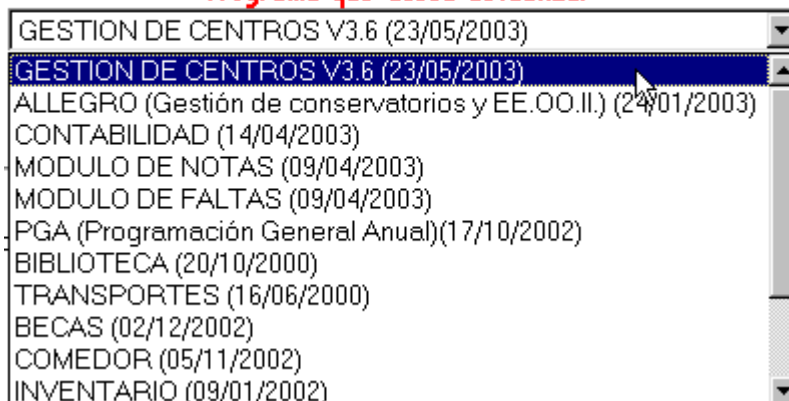 GESTION DE CENTROS V3.6 (23/05/2003)
GESTION DE CENTROS V3.6 (23/05/2003)
ALLEGRO (Gestión de conservatorios y EE.OO.II.) (24/01/2003)
CONTABILIDAD (14/04/2003)
MODULO DE NOTAS (09/04/2003)
MODULO DE FALTAS (09/04/2003)
PGA (Programación General Anual)(17/10/2002)
BIBLIOTECA (20/10/2000)
TRANSPORTES (16/06/2000)
BECAS (02/12/2002)
COMEDOR (05/11/2002)
INVENTARIO (09/01/2002)